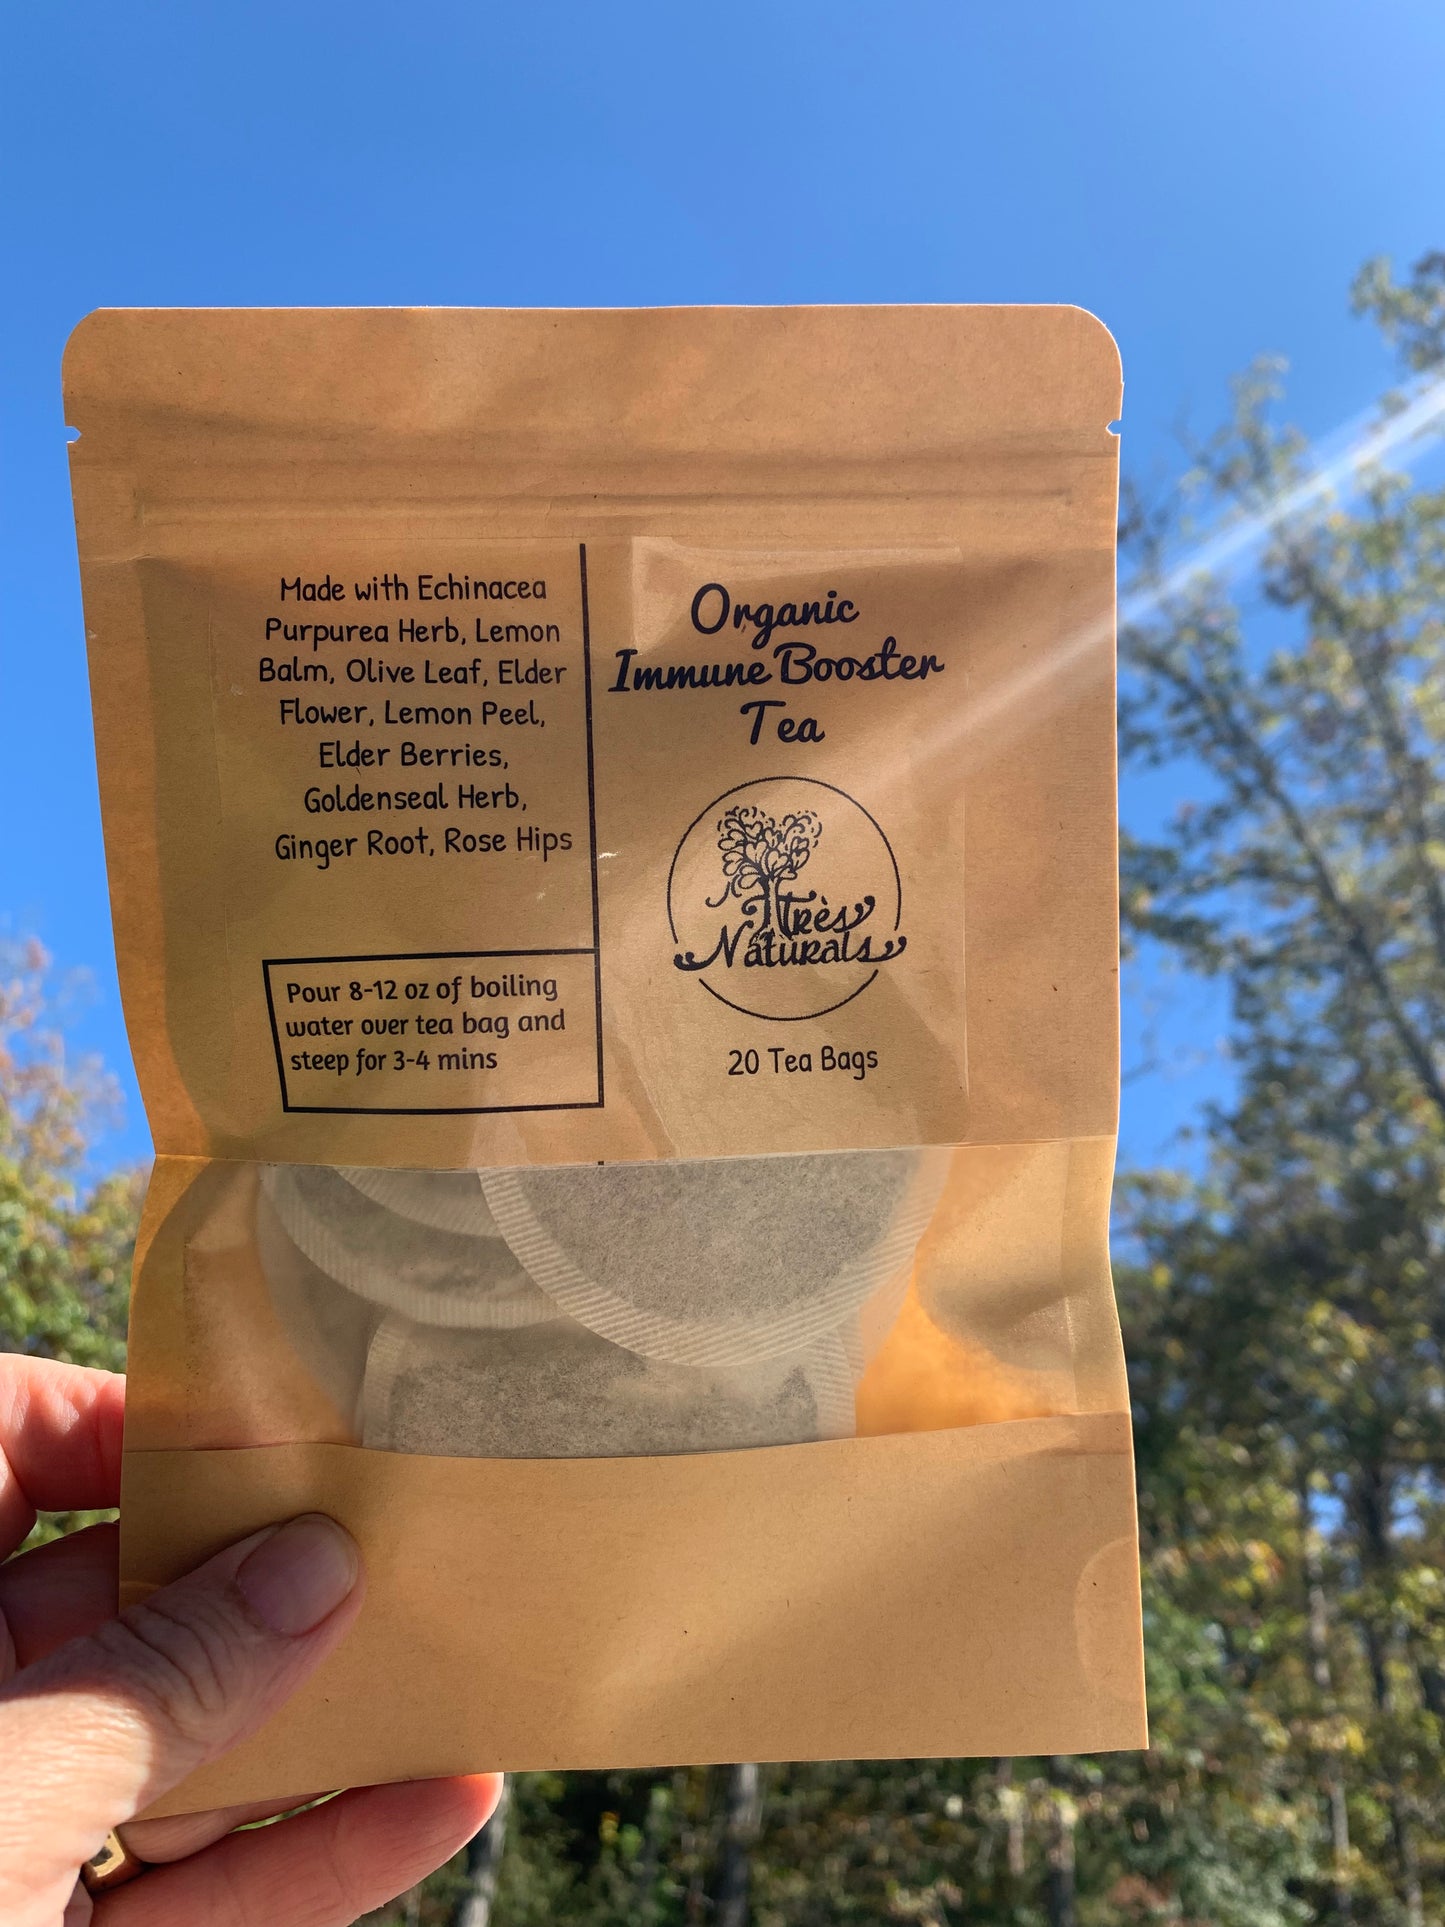 Made with Echinacea
Purpurea Herb, Lemon
Balm, Olive Leaf, Elder
Flower, Lemon Peel,
Elder Berries,
Goldenseal Herb,
Ginger Root, Rose Hips
Pour 8-12 oz of boiling
water over tea bag and
steep for 3-4 mins
Organic
Immune Booster
Tea
Très
Naturals
20 Tea Bags